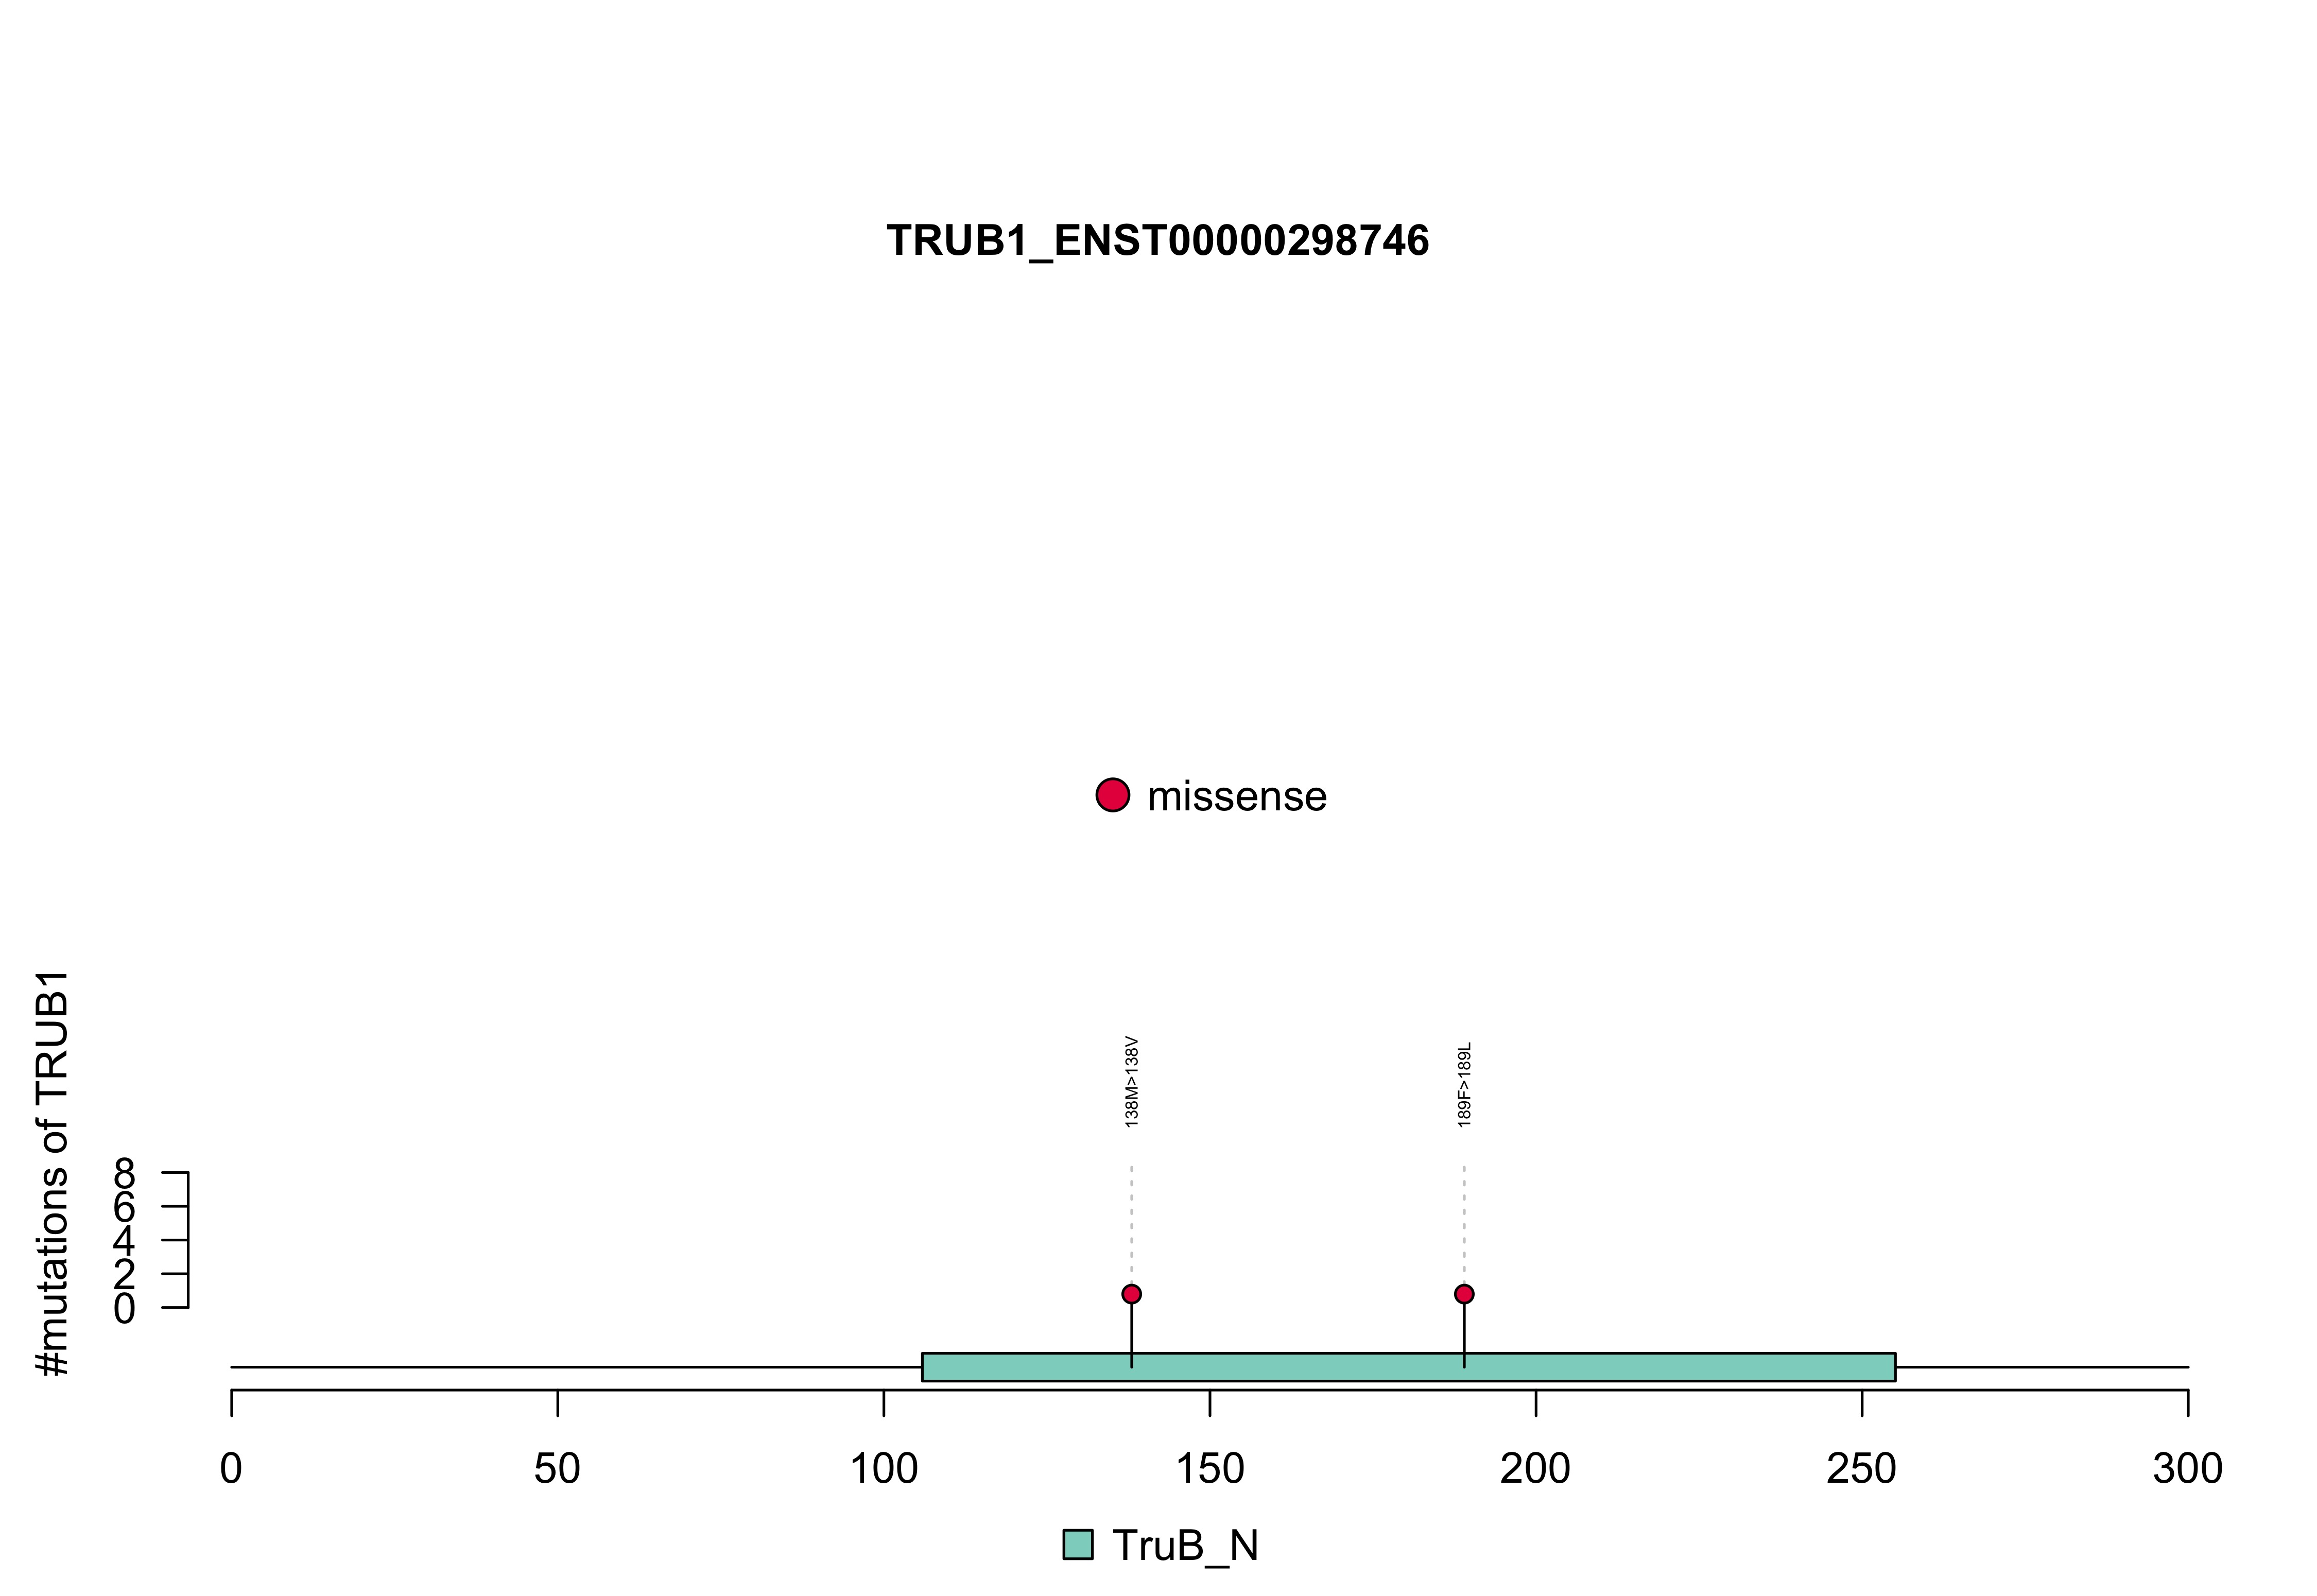 TRUB1_ENST00000298746
missense
#mutations of TRUB1
138M>138V
189F>189L
8
6
4
2
0
0 50 100 150 200 250 300
TruB_N